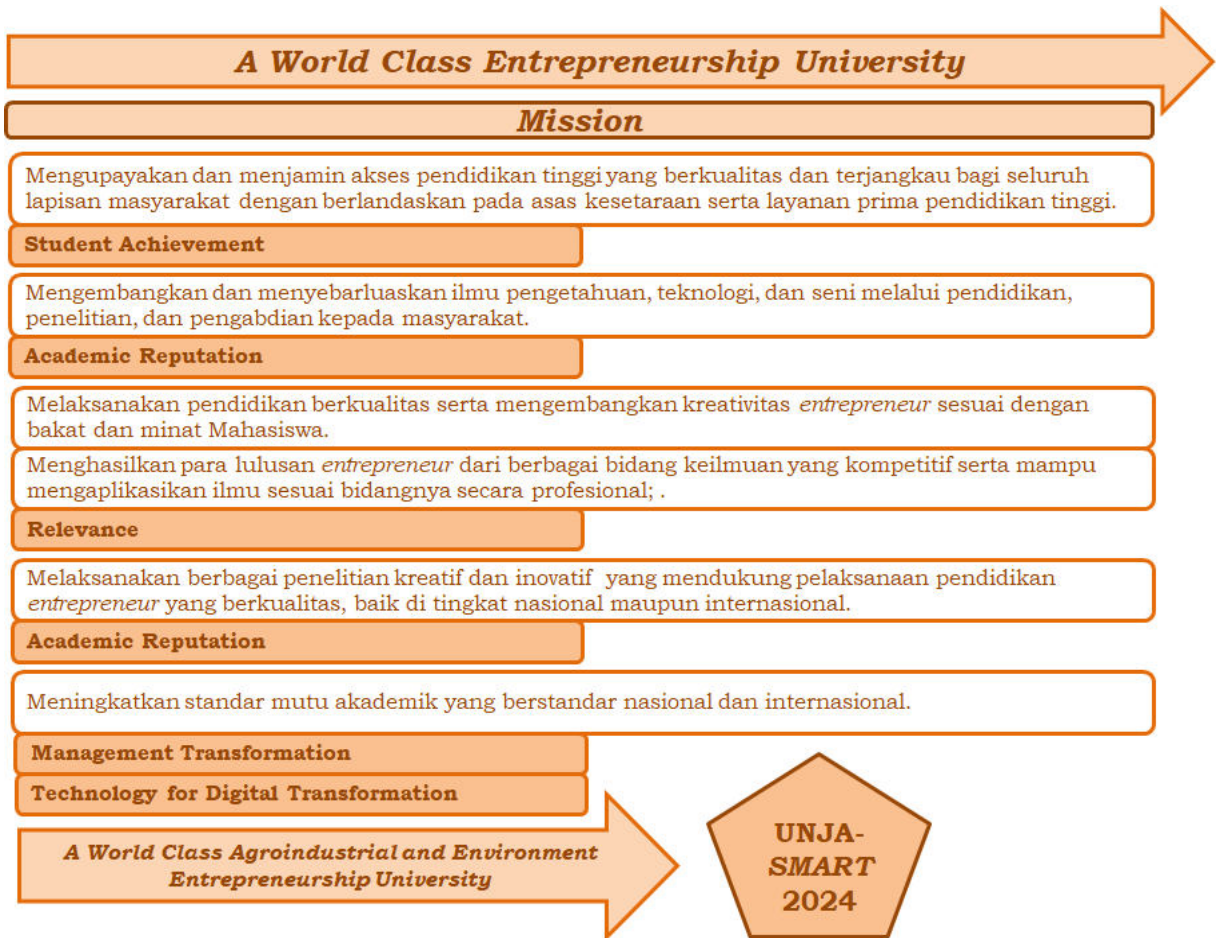 A World Class Entrepreneurship University
Mission
Mengupayakan dan menjamin akses pendidikan tinggi yang berkualitas dan terjangkau bagi seluruh
lapisan masyarakat dengan berlandaskan pada asas kesetaraan serta layanan prima pendidikan tinggi.
Student Achievement
Mengembangkan dan menyebarluaskan ilmu pengetahuan, teknologi, dan seni melalui pendidikan,
penelitian, dan pengabdian kepada masyarakat.
Academic Reputation
Melaksanakan pendidikan berkualitas serta mengembangkan kreativitas entrepreneur sesuai dengan
bakat dan minat Mahasiswa.
Menghasilkan para lulusan entrepreneur dari berbagai bidang keilmuan yang kompetitif serta mampu
mengaplikasikan ilmu sesuai bidangnya secara profesional; .
Relevance
Melaksanakan berbagai penelitian kreatif dan inovatif yang mendukung pelaksanaan pendidikan
entrepreneur yang berkualitas, baik di tingkat nasional maupun internasional.
Academic Reputation
Meningkatkan standar mutu akademik yang berstandar nasional dan internasional.
Management Transformation
Technology for Digital Transformation
A World Class Agroindustrial and Environment
Entrepreneurship University
UNJA-
SMART
2024